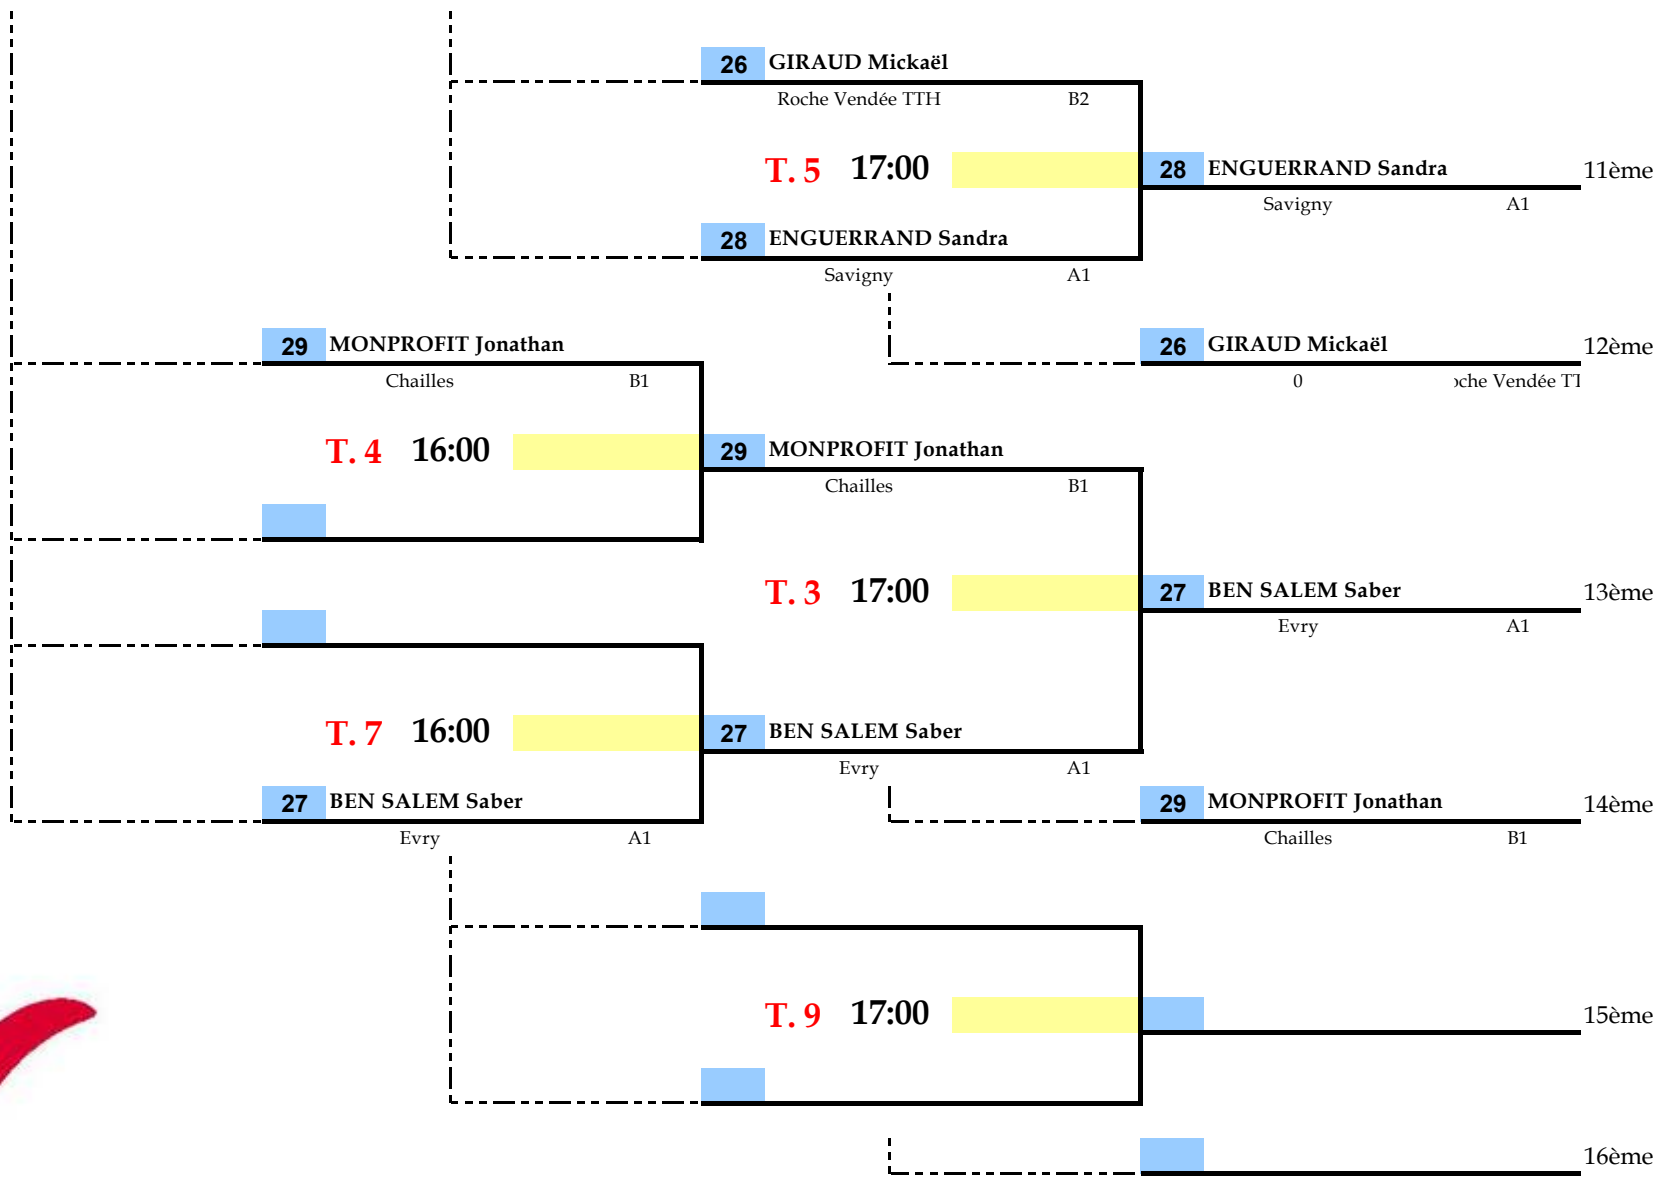 26 GIRAUD Mickaël
Roche Vendée TTH B2
T. 5 17:00
28 ENGUERRAND Sandra 11ème
Savigny A1
28 ENGUERRAND Sandra
Savigny A1
29 MONPROFIT Jonathan
Chailles B1
26 GIRAUD Mickaël 12ème
0 oche Vendée TT
T. 4 16:00
29 MONPROFIT Jonathan
Chailles B1
T. 3 17:00
27 BEN SALEM Saber 13ème
Evry A1
T. 7 16:00
27 BEN SALEM Saber
Evry A1
27 BEN SALEM Saber
Evry A1
29 MONPROFIT Jonathan 14ème
Chailles B1
T. 9 17:00
15ème
16ème